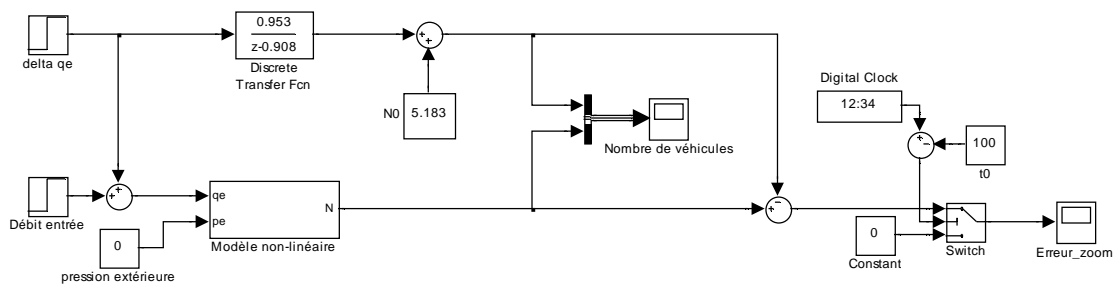 delta qe
0.953
z-0.908
Discrete
Transfer Fcn
N0
5.183
Nombre de véhicules
Digital Clock
12:34
100
t0
Débit entrée
0
pression extérieure
qe
pe
N
Modèle non-linéaire
0
Constant
Switch
Erreur_zoom